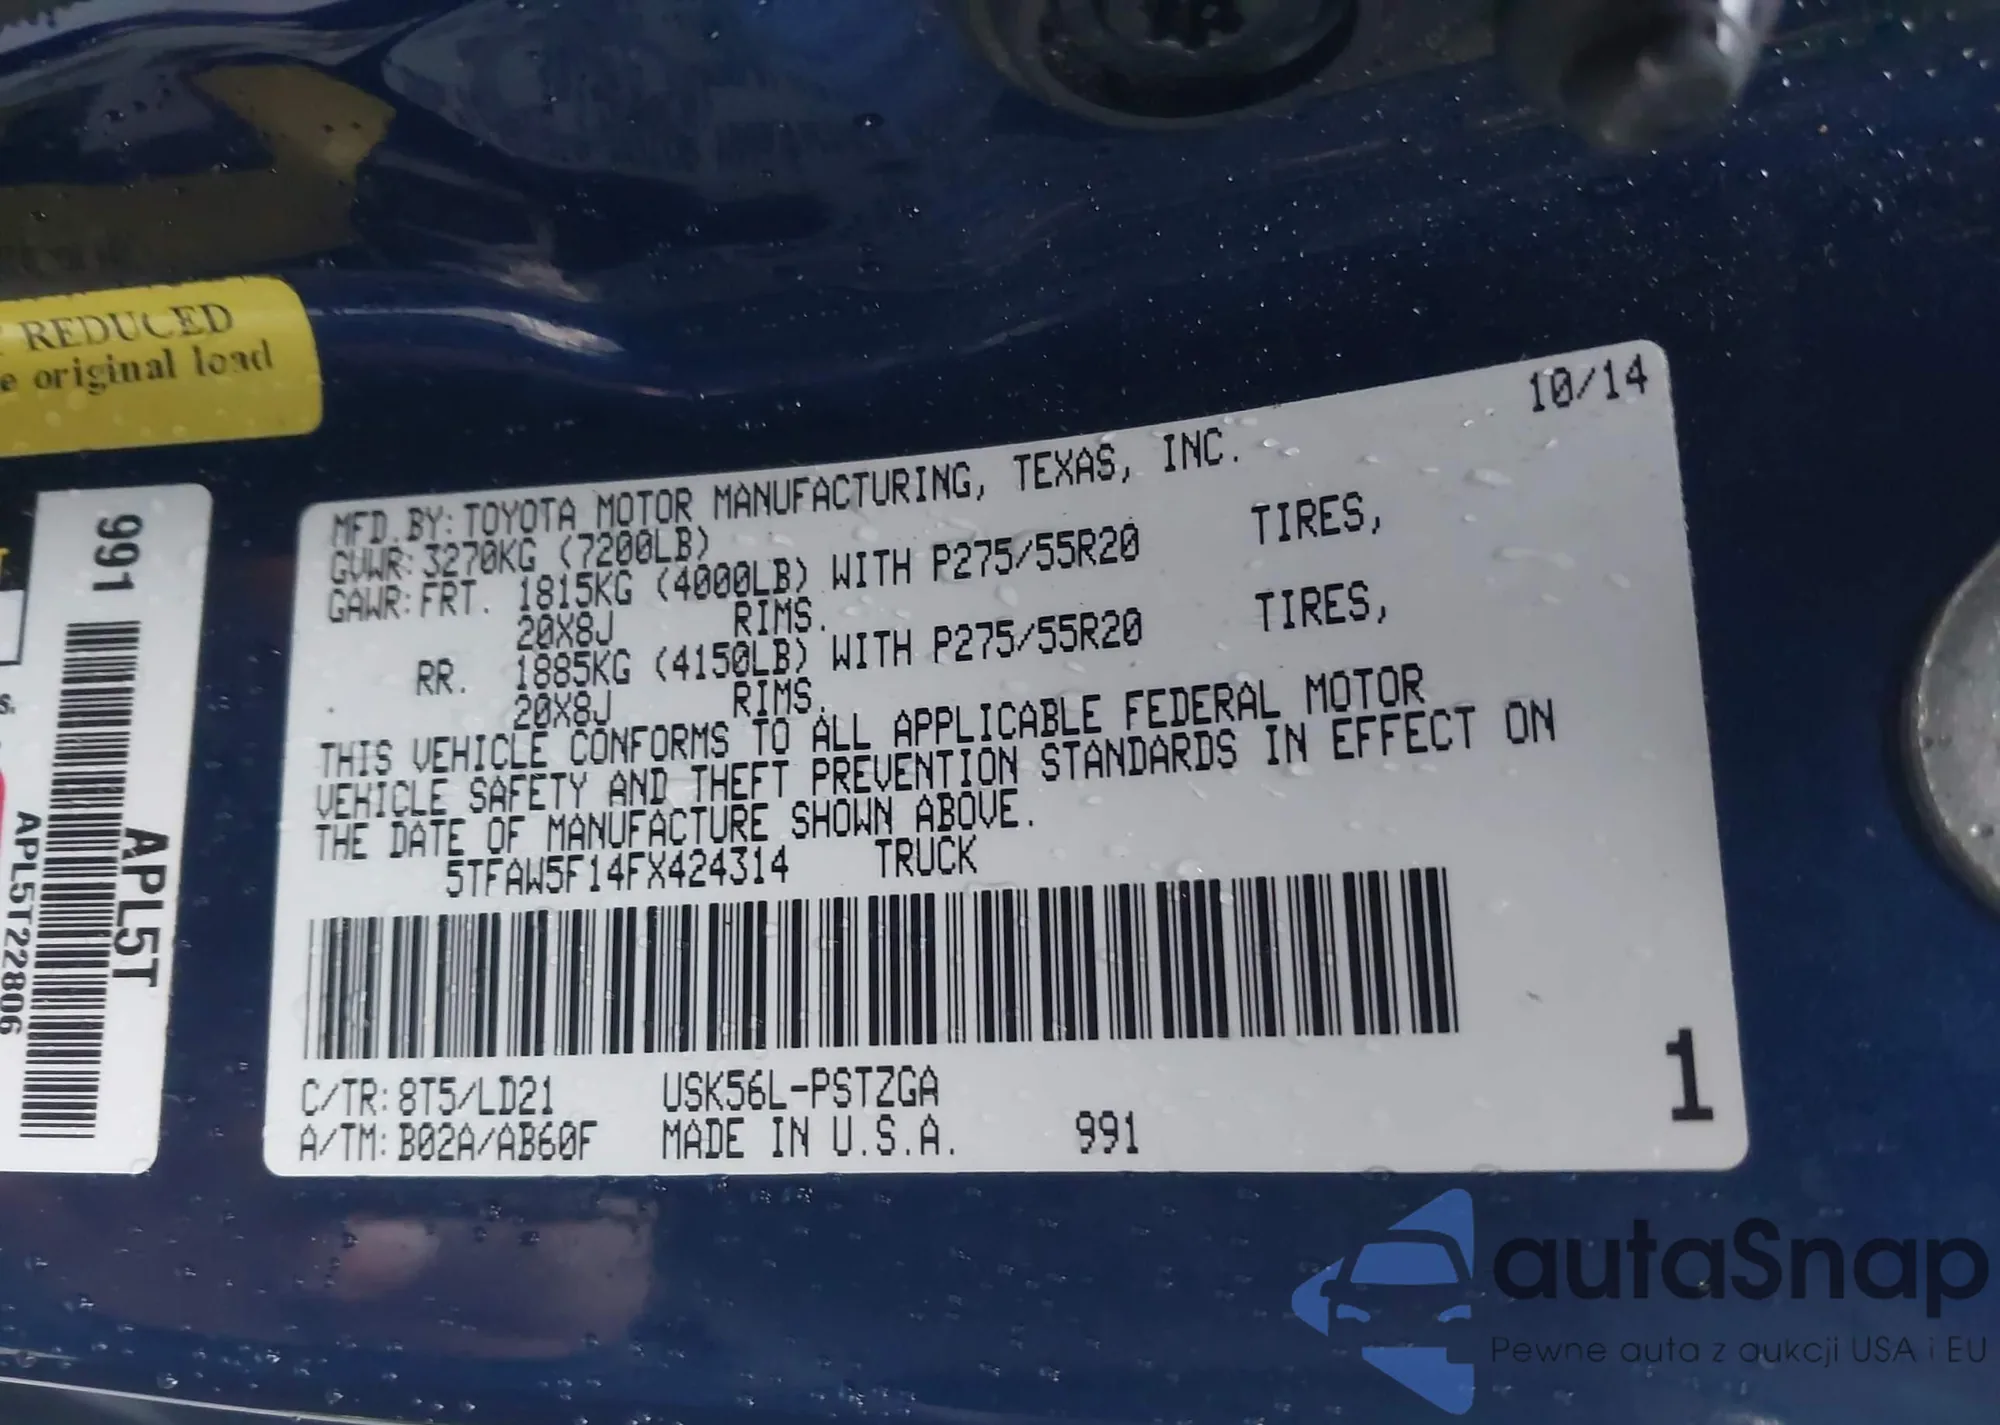 REDUCED
original load
991
APL5T
APL5T22806
10/14
MFD.BY:TOYOTA MOTOR MANUFACTURING, TEXAS, INC.
GVWR:3270KG (7200LB)
GAWR:FRT. 1815KG (4000LB) WITH P275/55R20 TIRES,
20X8J RIMS.
RR. 1885KG (4150LB) WITH P275/55R20 TIRES,
20X8J RIMS.
THIS VEHICLE CONFORMS TO ALL APPLICABLE FEDERAL MOTOR
VEHICLE SAFETY AND THEFT PREVENTION STANDARDS IN EFFECT ON
THE DATE OF MANUFACTURE SHOWN ABOVE.
5TFAW5F14FX424314 TRUCK
C/TR:8T5/LD21 USK56L-PSTZGA
A/TM:B02A/AB60F MADE IN U.S.A. 991
1
autaSnap
Pewne auta z aukcji USA i EU